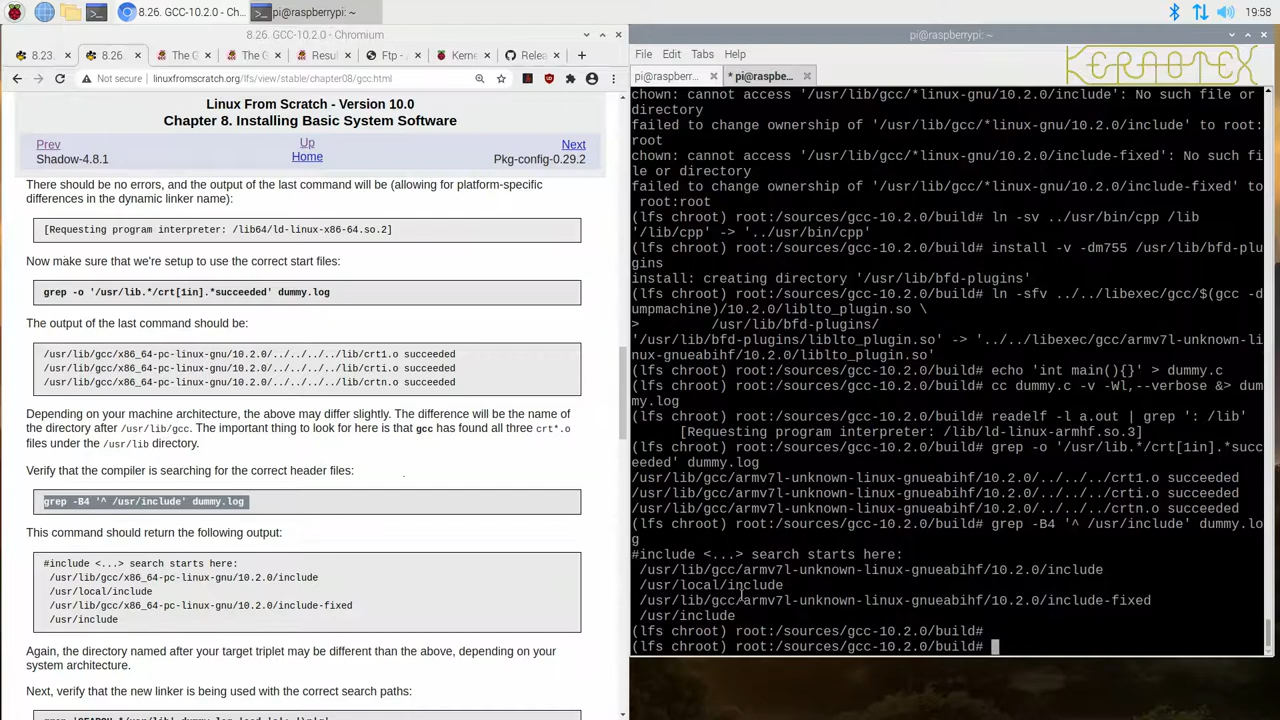 8.26. GCC-10.2.0 - Ch...
pi@raspberrypi: ~
19:58
8.26. GCC-10.2.0 - Chromium
8.23
8.26
The G
The G
Resul
Ftp -
Kerne
Relea
Not secure
linuxfromscratch.org/lfs/view/stable/chapter08/gcc.html
Linux From Scratch - Version 10.0
Chapter 8. Installing Basic System Software
Prev
Up
Next
Shadow-4.8.1
Home
Pkg-config-0.29.2
There should be no errors, and the output of the last command will be (allowing for platform-specific
differences in the dynamic linker name):
[Requesting program interpreter: /lib64/ld-linux-x86-64.so.2]
Now make sure that we're setup to use the correct start files:
grep -o '/usr/lib.*/crt[1in].*succeeded' dummy.log
The output of the last command should be:
/usr/lib/gcc/x86_64-pc-linux-gnu/10.2.0/../../../../lib/crt1.o succeeded
/usr/lib/gcc/x86_64-pc-linux-gnu/10.2.0/../../../../lib/crti.o succeeded
/usr/lib/gcc/x86_64-pc-linux-gnu/10.2.0/../../../../lib/crtn.o succeeded
Depending on your machine architecture, the above may differ slightly. The difference will be the name of
the directory after /usr/lib/gcc. The important thing to look for here is that gcc has found all three crt*.o
files under the /usr/lib directory.
Verify that the compiler is searching for the correct header files:
grep -B4 '^ /usr/include' dummy.log
This command should return the following output:
#include <...> search starts here:
/usr/lib/gcc/x86_64-pc-linux-gnu/10.2.0/include
/usr/local/include
/usr/lib/gcc/x86_64-pc-linux-gnu/10.2.0/include-fixed
/usr/include
Again, the directory named after your target triplet may be different than the above, depending on your
system architecture.
Next, verify that the new linker is being used with the correct search paths:
pi@raspberrypi: ~
File Edit Tabs Help
KERAOTEX
pi@raspberr...
* pi@raspbe...
chown: cannot access '/usr/lib/gcc/*linux-gnu/10.2.0/include': No such file or
directory
failed to change ownership of '/usr/lib/gcc/*linux-gnu/10.2.0/include' to root:
root
chown: cannot access '/usr/lib/gcc/*linux-gnu/10.2.0/include-fixed': No such fi
le or directory
failed to change ownership of '/usr/lib/gcc/*linux-gnu/10.2.0/include-fixed' to
root:root
(lfs chroot) root:/sources/gcc-10.2.0/build# ln -sv ../usr/bin/cpp /lib
'/lib/cpp' -> '../usr/bin/cpp'
(lfs chroot) root:/sources/gcc-10.2.0/build# install -v -dm755 /usr/lib/bfd-plu
gins
install: creating directory '/usr/lib/bfd-plugins'
(lfs chroot) root:/sources/gcc-10.2.0/build# ln -sfv ../../libexec/gcc/$(gcc -d
umpmachine)/10.2.0/liblto_plugin.so \
> /usr/lib/bfd-plugins/
'/usr/lib/bfd-plugins/liblto_plugin.so' -> '../../libexec/gcc/armv7l-unknown-li
nux-gnueabihf/10.2.0/liblto_plugin.so'
(lfs chroot) root:/sources/gcc-10.2.0/build# echo 'int main(){}' > dummy.c
(lfs chroot) root:/sources/gcc-10.2.0/build# cc dummy.c -v -Wl,--verbose &> dum
my.log
(lfs chroot) root:/sources/gcc-10.2.0/build# readelf -l a.out | grep ': /lib'
[Requesting program interpreter: /lib/ld-linux-armhf.so.3]
(lfs chroot) root:/sources/gcc-10.2.0/build# grep -o '/usr/lib.*/crt[1in].*succ
eeded' dummy.log
/usr/lib/gcc/armv7l-unknown-linux-gnueabihf/10.2.0/../../../crt1.o succeeded
/usr/lib/gcc/armv7l-unknown-linux-gnueabihf/10.2.0/../../../crti.o succeeded
/usr/lib/gcc/armv7l-unknown-linux-gnueabihf/10.2.0/../../../crtn.o succeeded
(lfs chroot) root:/sources/gcc-10.2.0/build# grep -B4 '^ /usr/include' dummy.lo
g
#include <...> search starts here:
/usr/lib/gcc/armv7l-unknown-linux-gnueabihf/10.2.0/include
/usr/local/include
/usr/lib/gcc/armv7l-unknown-linux-gnueabihf/10.2.0/include-fixed
/usr/include
(lfs chroot) root:/sources/gcc-10.2.0/build#
(lfs chroot) root:/sources/gcc-10.2.0/build#